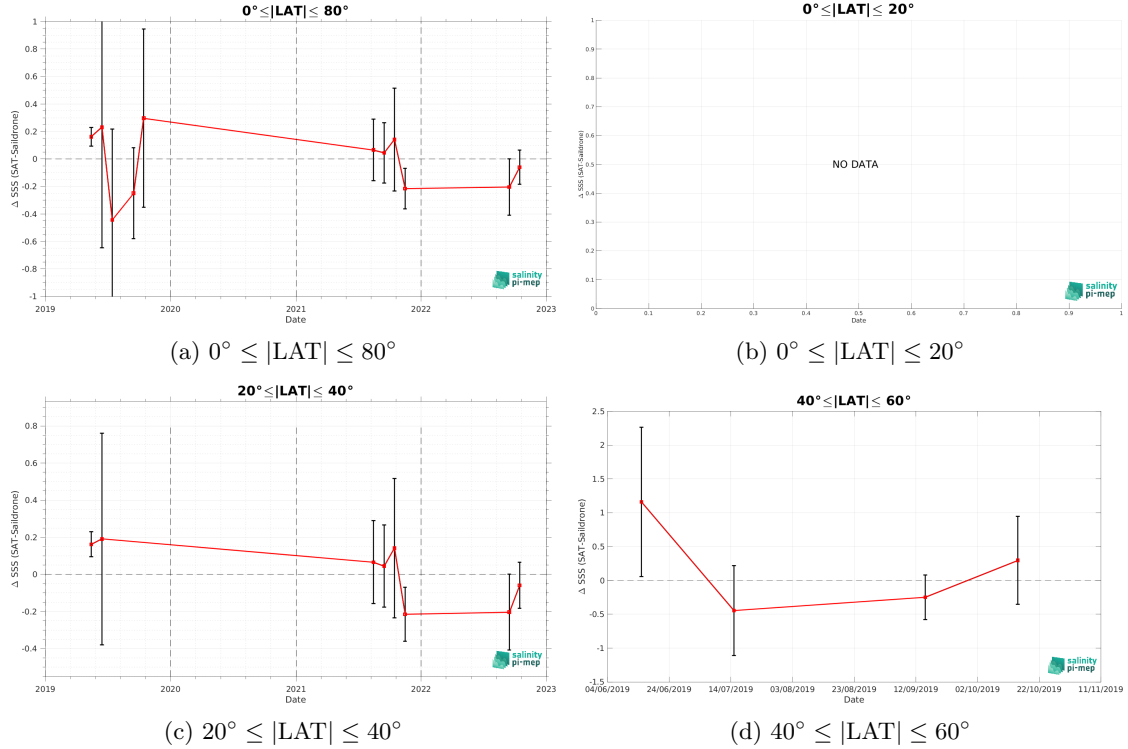 0°≤|LAT|≤ 80°
1
0.8
0.6
0.4
0.2
0
-0.2
-0.4
-0.6
-0.8
-1
Δ SSS (SAT-Saildrone)
2019
2020
2021
2022
2023
Date
salinity
pi-mep
(a) 0° ≤ |LAT| ≤ 80°
0°≤|LAT|≤ 20°
1
0.9
0.8
0.7
0.6
0.5
0.4
0.3
0.2
0.1
0
Δ SSS (SAT-Saildrone)
NO DATA
0
0.1
0.2
0.3
0.4
0.5
0.6
0.7
0.8
0.9
1
Date
salinity
pi-mep
(b) 0° ≤ |LAT| ≤ 20°
20°≤|LAT|≤ 40°
0.8
0.6
0.4
0.2
0
-0.2
-0.4
Δ SSS (SAT-Saildrone)
2019
2020
2021
2022
2023
Date
salinity
pi-mep
(c) 20° ≤ |LAT| ≤ 40°
40°≤|LAT|≤ 60°
2.5
2
1.5
1
0.5
0
-0.5
-1
-1.5
Δ SSS (SAT-Saildrone)
04/06/2019
24/06/2019
14/07/2019
03/08/2019
23/08/2019
12/09/2019
02/10/2019
22/10/2019
11/11/2019
Date
salinity
pi-mep
(d) 40° ≤ |LAT| ≤ 60°